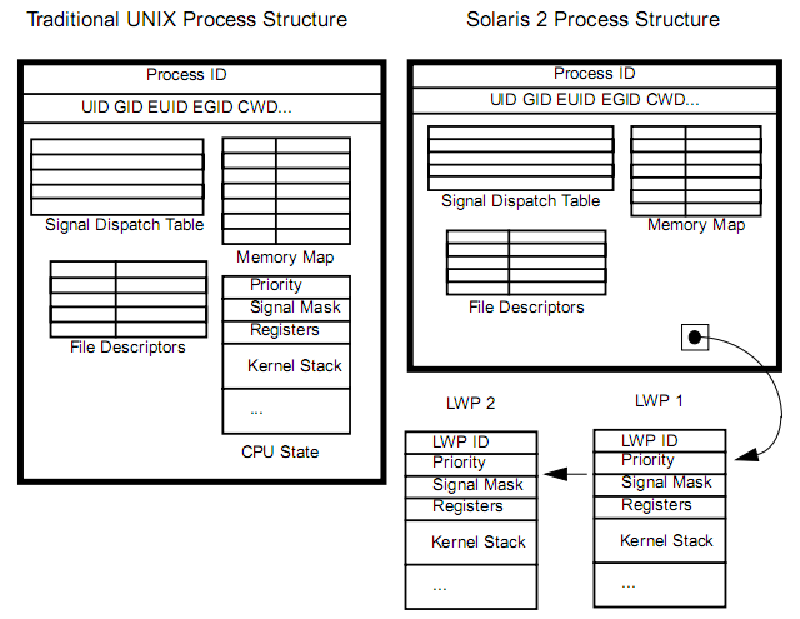 Traditional UNIX Process Structure
Process ID
UID GID EUID EGID CWD...
Signal Dispatch Table
Memory Map
File Descriptors
Priority
Signal Mask
Registers
Kernel Stack
...
CPU State
Solaris 2 Process Structure
Process ID
UID GID EUID EGID CWD...
Signal Dispatch Table
Memory Map
File Descriptors
LWP 2
LWP ID
Priority
Signal Mask
Registers
Kernel Stack
...
LWP 1
LWP ID
Priority
Signal Mask
Registers
Kernel Stack
...